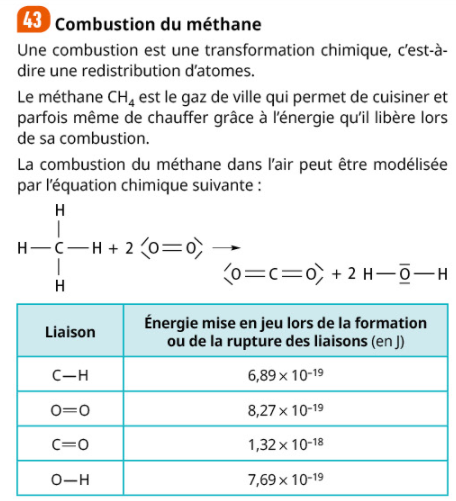 43 Combustion du méthane
Une combustion est une transformation chimique, c'est-à-
dire une redistribution d'atomes.
Le méthane CH₄ est le gaz de ville qui permet de cuisiner et
parfois même de chauffer grâce à l'énergie qu'il libère lors
de sa combustion.
La combustion du méthane dans l'air peut être modélisée
par l'équation chimique suivante :
H
|
H—C—H + 2 ⟨O=O⟩ →
|
H
⟨O=C=O⟩ + 2 H—O̲̅—H
Liaison
Énergie mise en jeu lors de la formation
ou de la rupture des liaisons (en J)
C—H 6,89 × 10⁻¹⁹
O=O 8,27 × 10⁻¹⁹
C=O 1,32 × 10⁻¹⁸
O—H 7,69 × 10⁻¹⁹